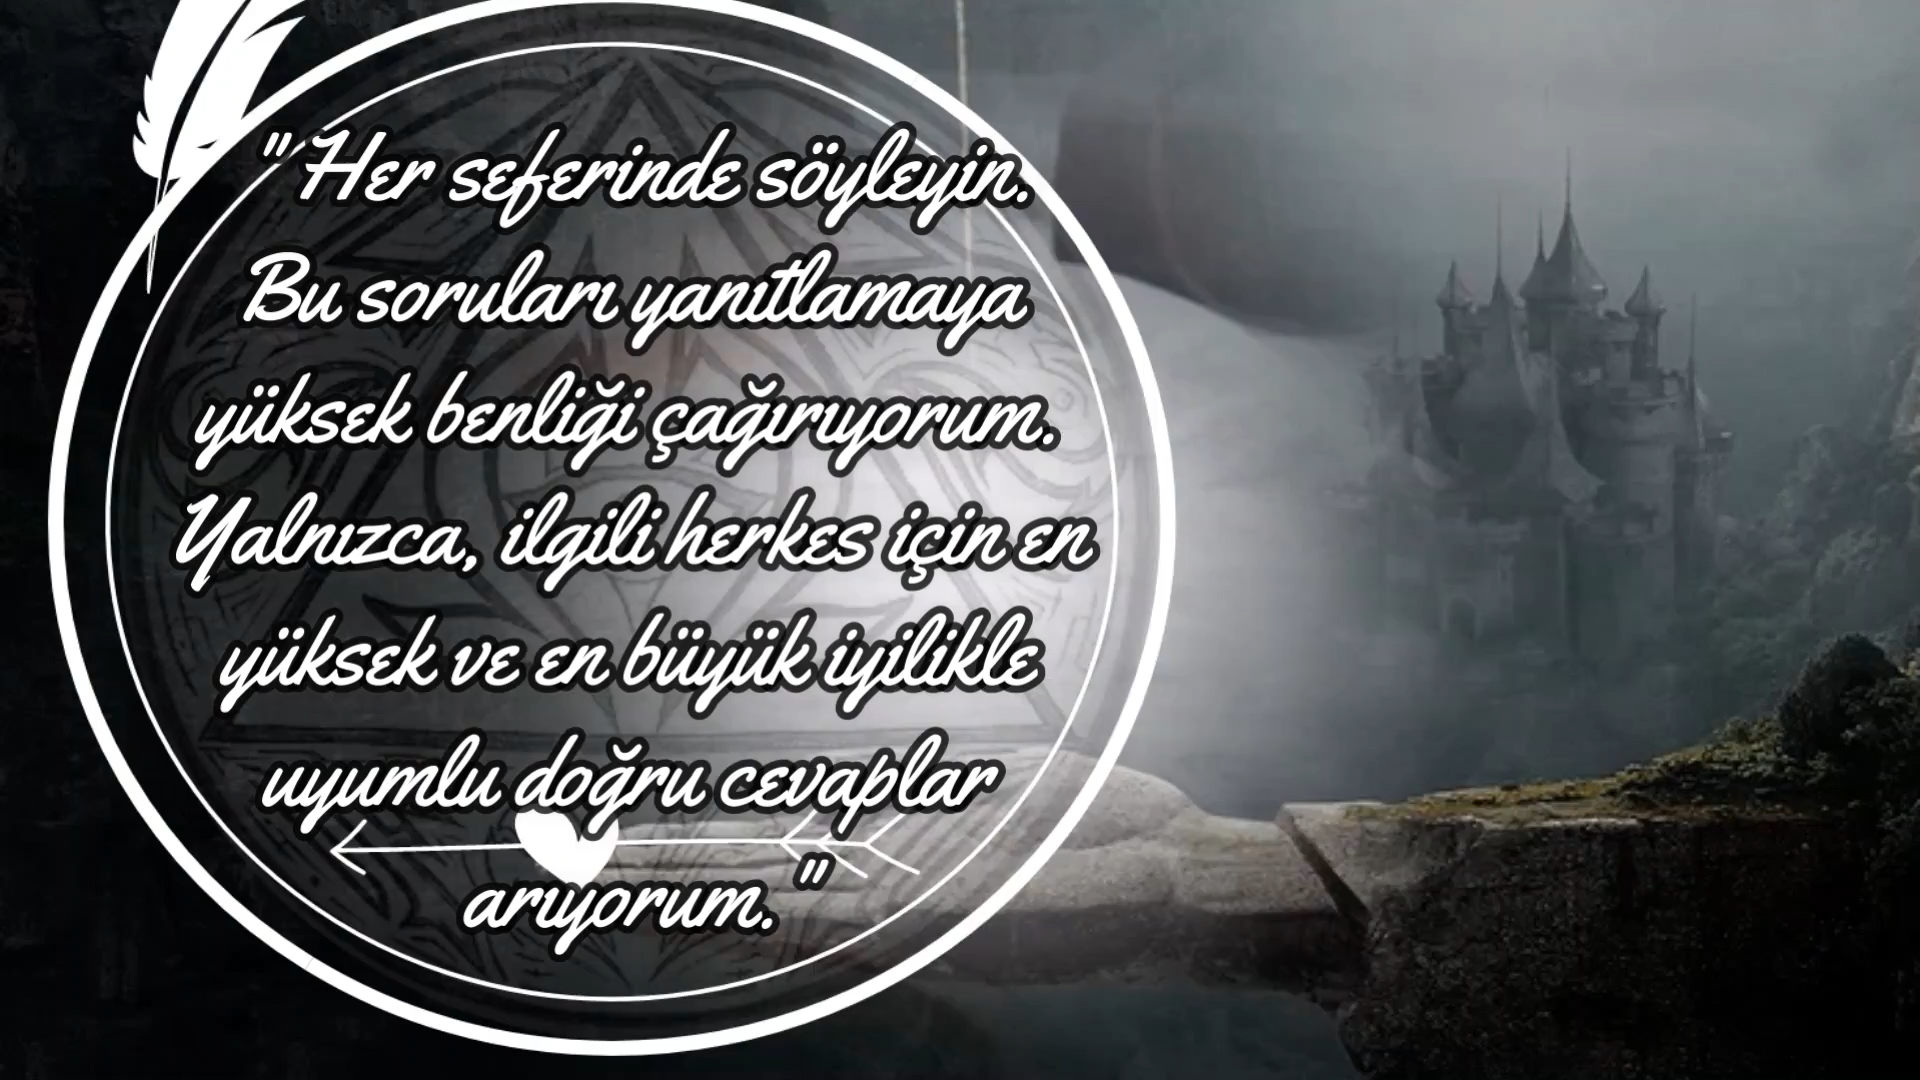 "Her seferinde söyleyin.
Bu soruları yanıtlamaya
yüksek benliği çağırıyorum.
Yalnızca, ilgili herkes için en
yüksek ve en büyük iyilikle
uyumlu doğru cevaplar
arıyorum."